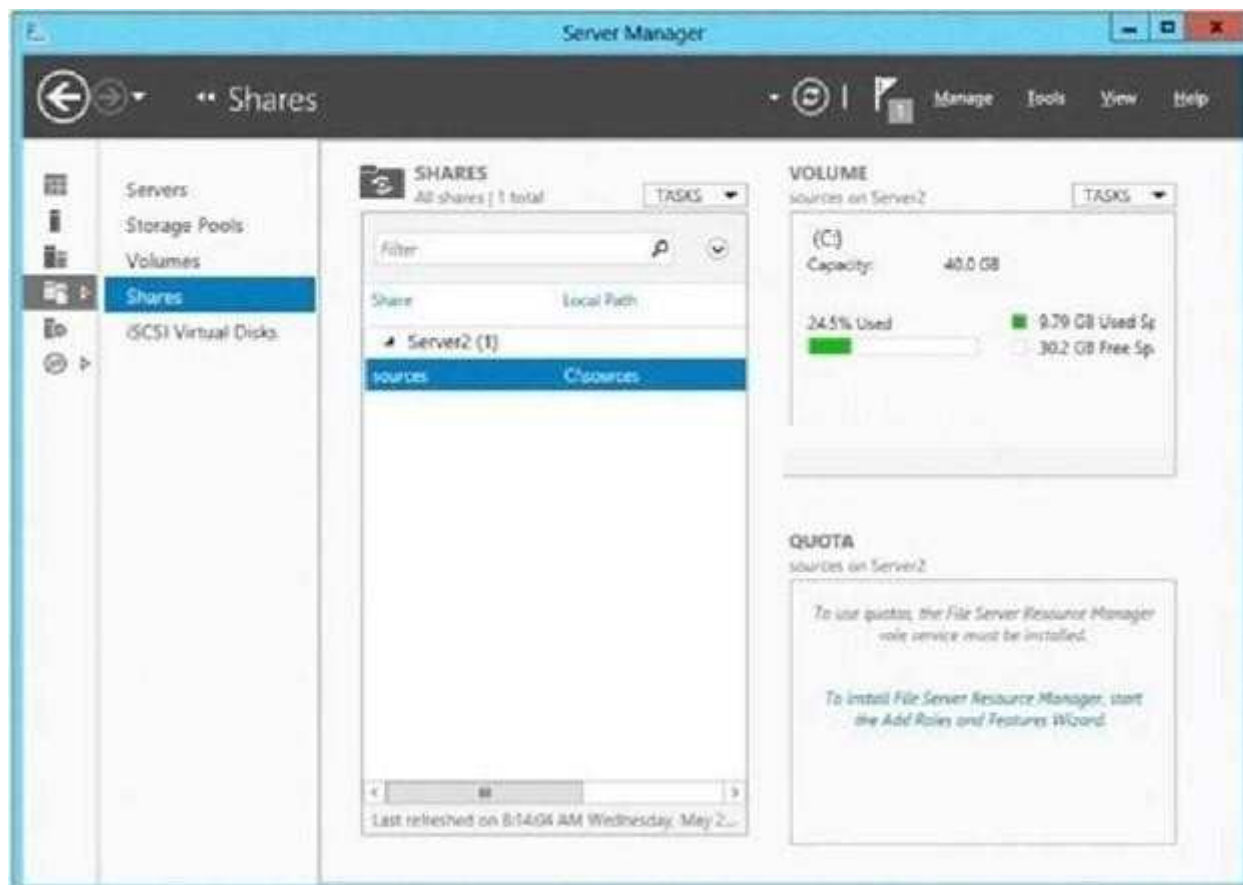 Server Manager
Shares
1
Manage Tools View Help
Servers
Storage Pools
Volumes
Shares
iSCSI Virtual Disks
SHARES
All shares | 1 total
TASKS
Filter
Share Local Path
Server2 (1)
sources C:\sources
Last refreshed on 8:14:04 AM Wednesday, May 2...
VOLUME
sources on Server2
TASKS
(C:)
Capacity: 40.0 GB
24.5% Used
9.79 GB Used Sp
30.2 GB Free Sp
QUOTA
sources on Server2
To use quotas, the File Server Resource Manager
role service must be installed.
To install File Server Resource Manager, start
the Add Roles and Features Wizard.